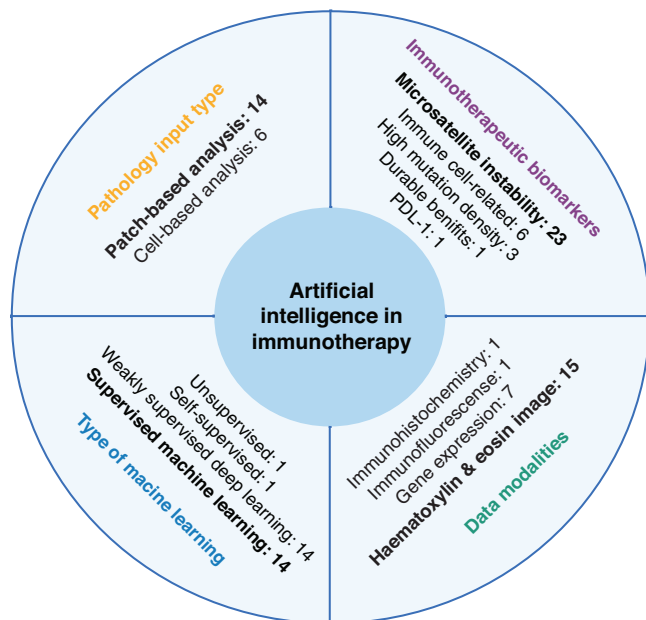 Pathology input type
Patch-based analysis: 14
Cell-based analysis: 6
Immunotherapeutic biomarkers
Microsatellite instability: 23
Immune cell-related: 6
High mutation density: 3
Durable benifits: 1
PDL-1: 1
Artificial
intelligence in
immunotherapy
Unsupervised: 1
Self-supervised: 1
Weakly supervised deep learning: 14
Supervised machine learning: 14
Type of macine learning
Immunohistochemistry: 1
Immunofluorescense: 1
Gene expression: 7
Haematoxylin & eosin image: 15
Data modalities